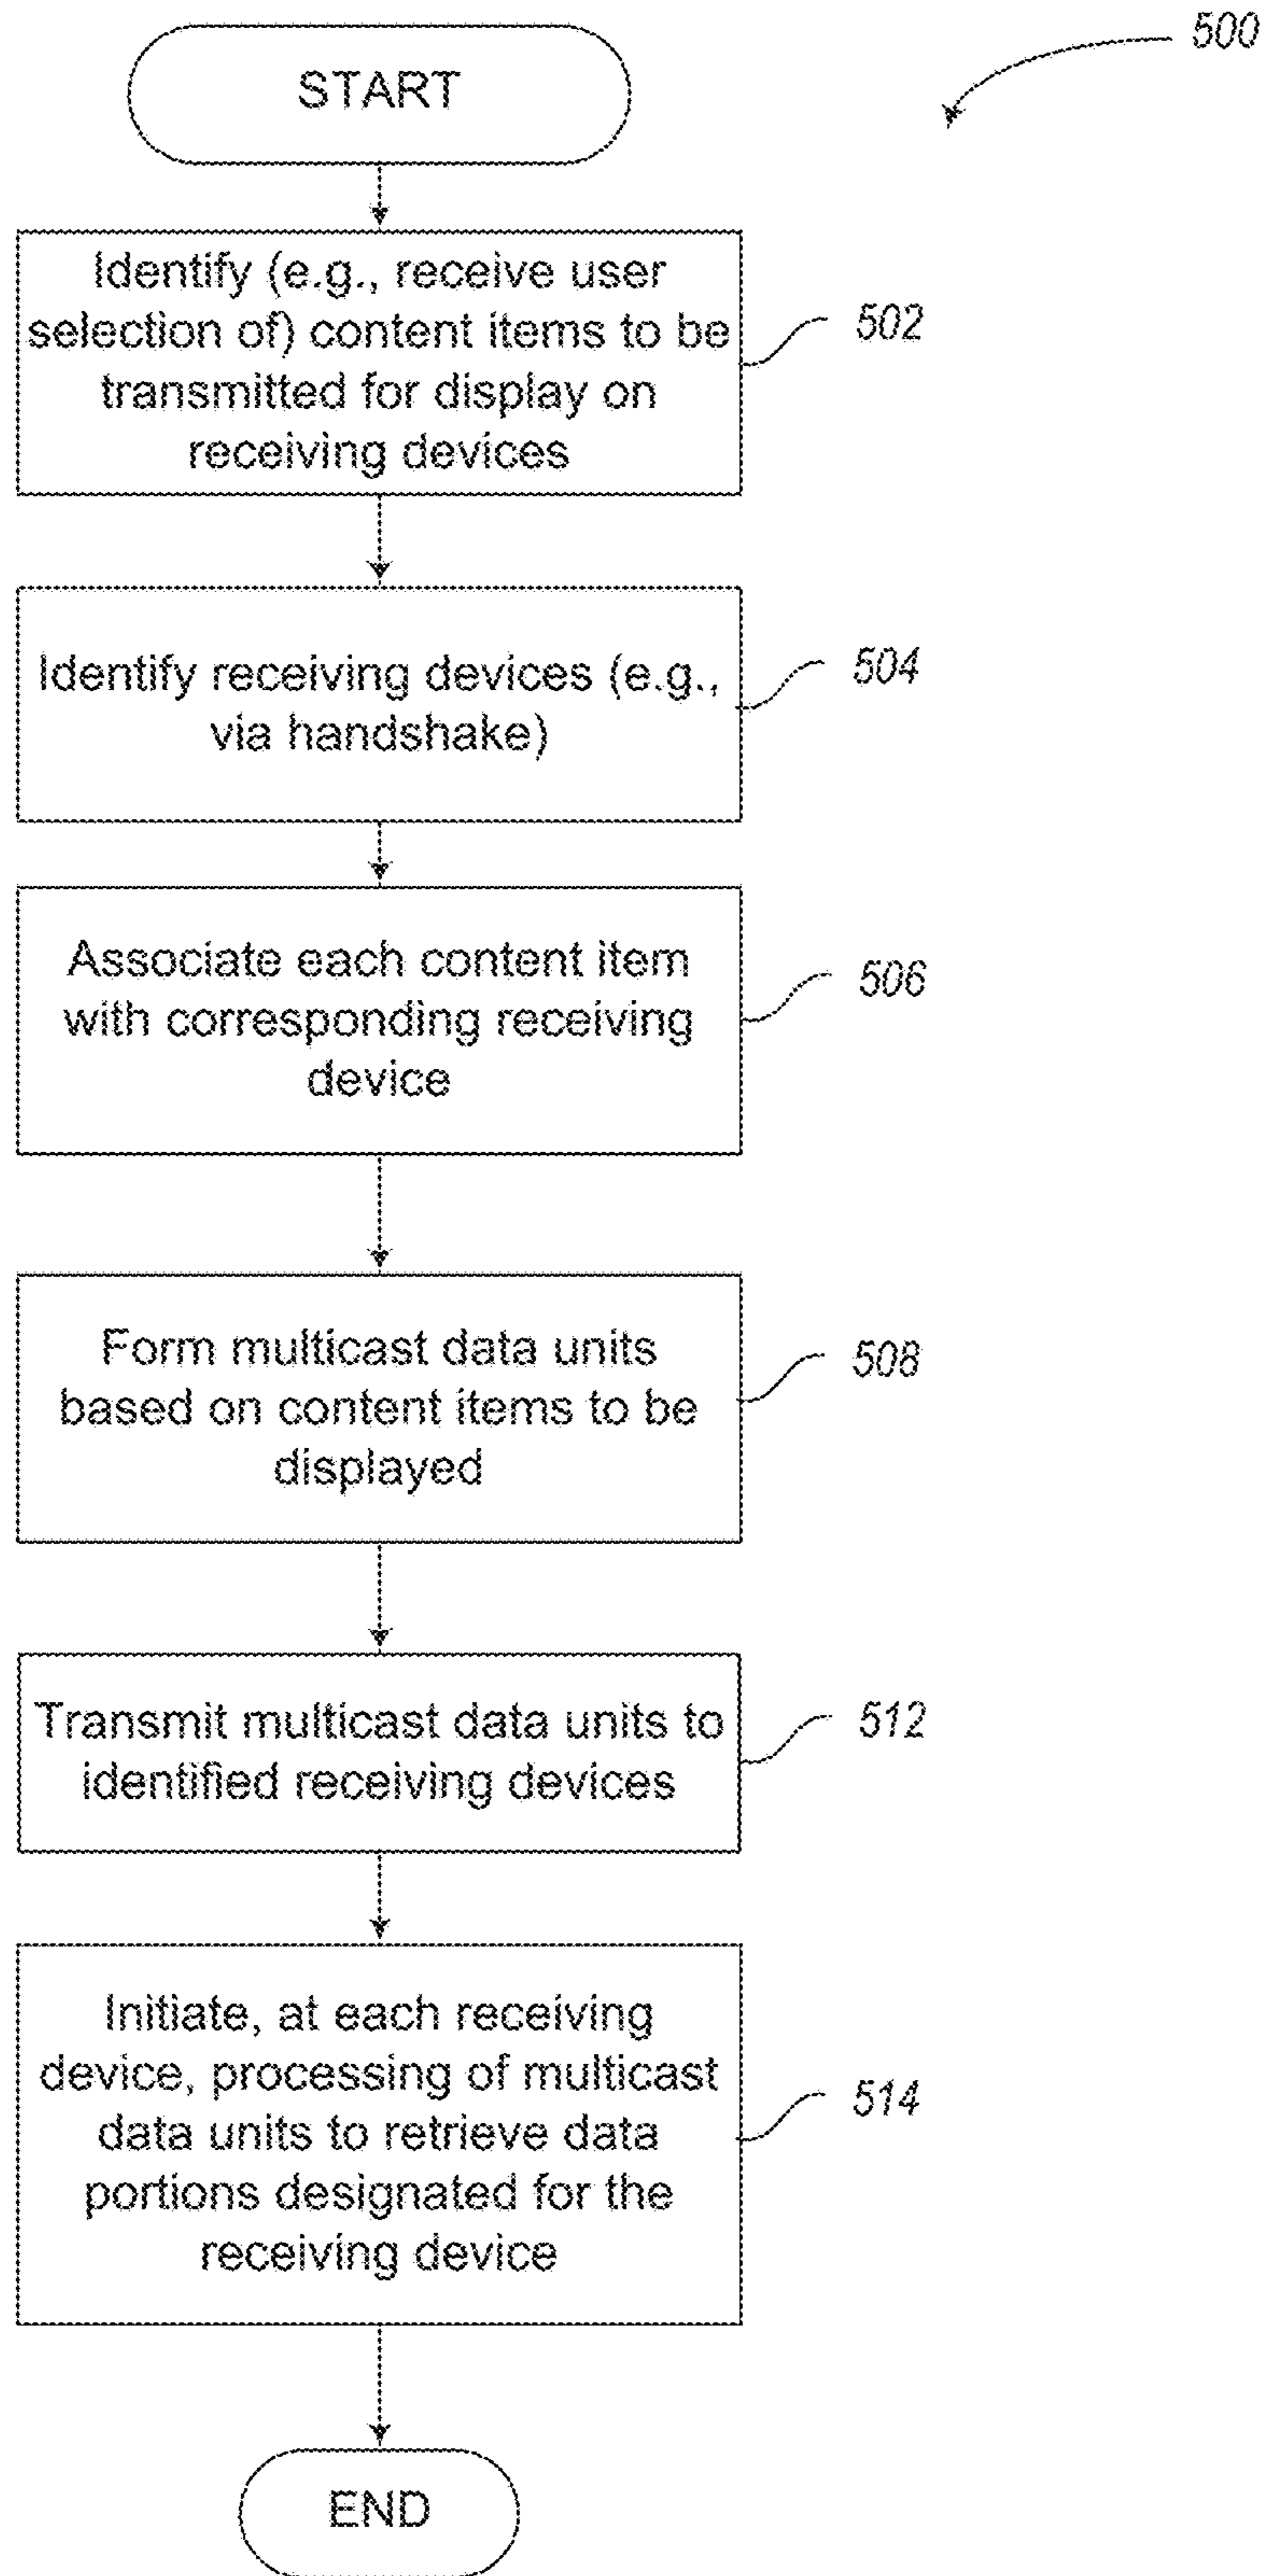 500
START
Identify (e.g., receive user
selection of) content items to be
transmitted for display on
receiving devices
502
Identify receiving devices (e.g.,
via handshake)
504
Associate each content item
with corresponding receiving
device
506
Form multicast data units
based on content items to be
displayed
508
Transmit multicast data units to
identified receiving devices
512
Initiate, at each receiving
device, processing of multicast
data units to retrieve data
portions designated for the
receiving device
514
END